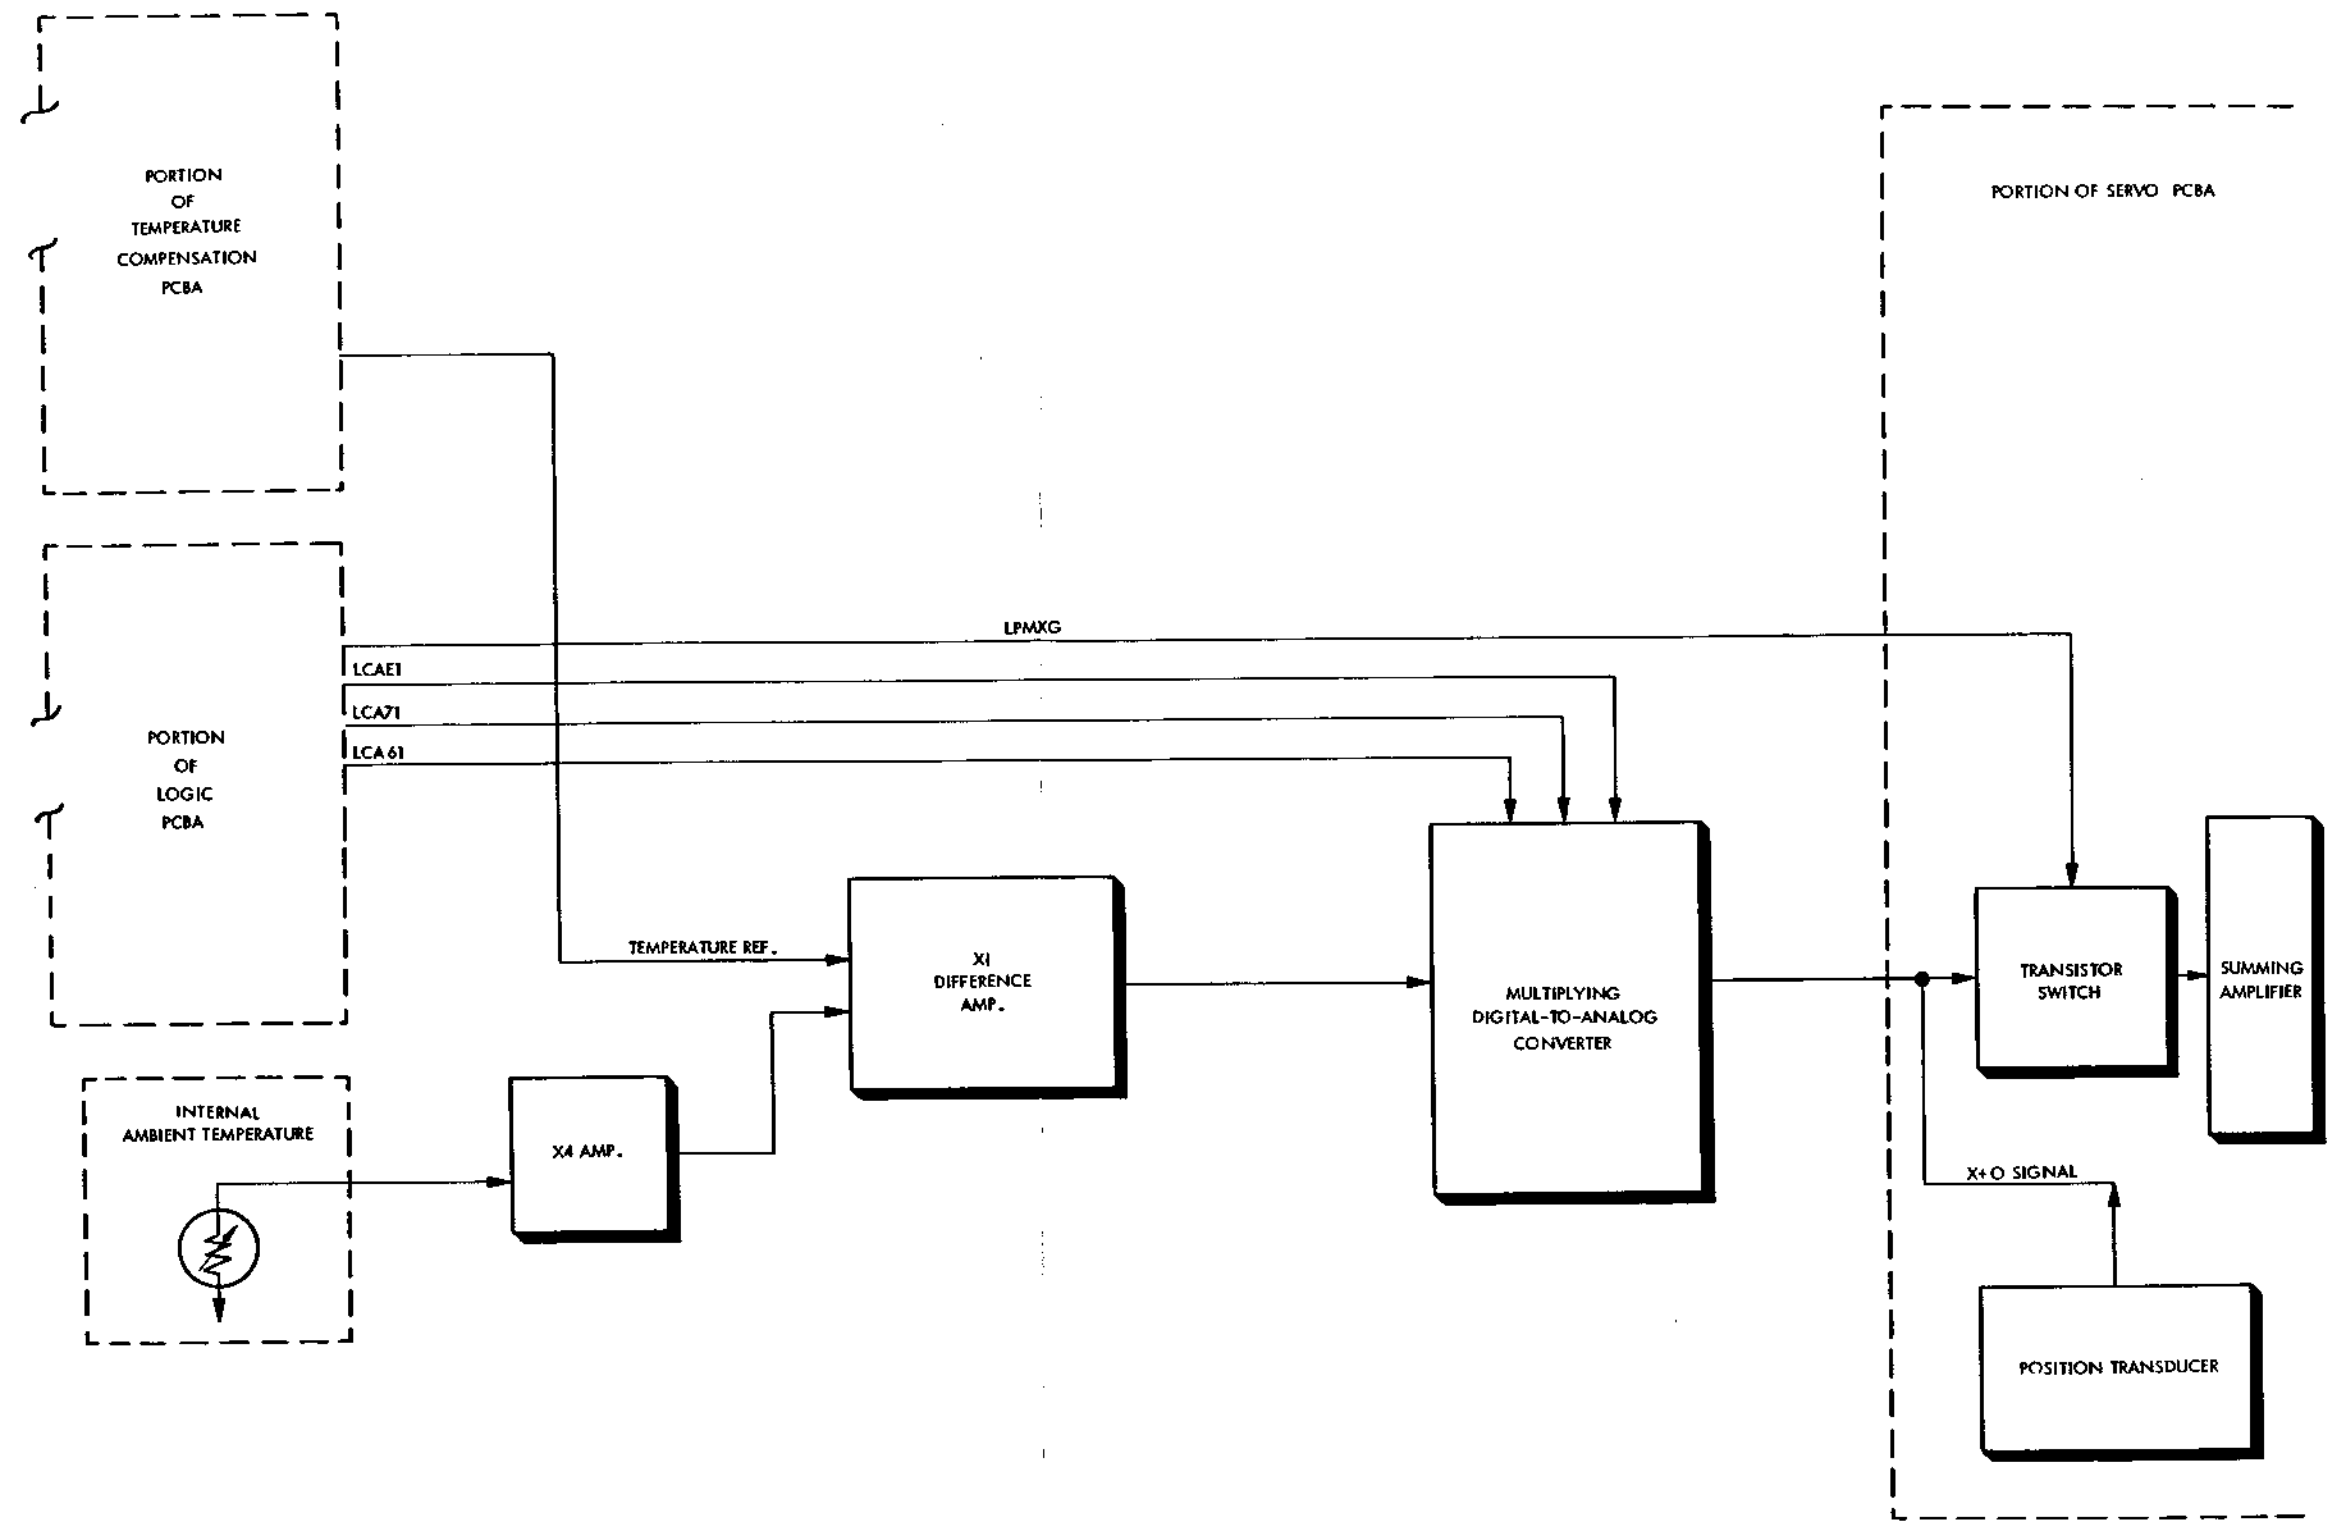 PORTION
OF
TEMPERATURE
COMPENSATION
PCBA
PORTION OF SERVO PCBA
LPMXG
LCAE1
LCA71
LCA61
PORTION
OF
LOGIC
PCBA
TEMPERATURE REF.
X1
DIFFERENCE
AMP.
MULTIPLYING
DIGITAL-TO-ANALOG
CONVERTER
TRANSISTOR
SWITCH
SUMMING
AMPLIFIER
INTERNAL
AMBIENT TEMPERATURE
X4 AMP.
X+O SIGNAL
POSITION TRANSDUCER